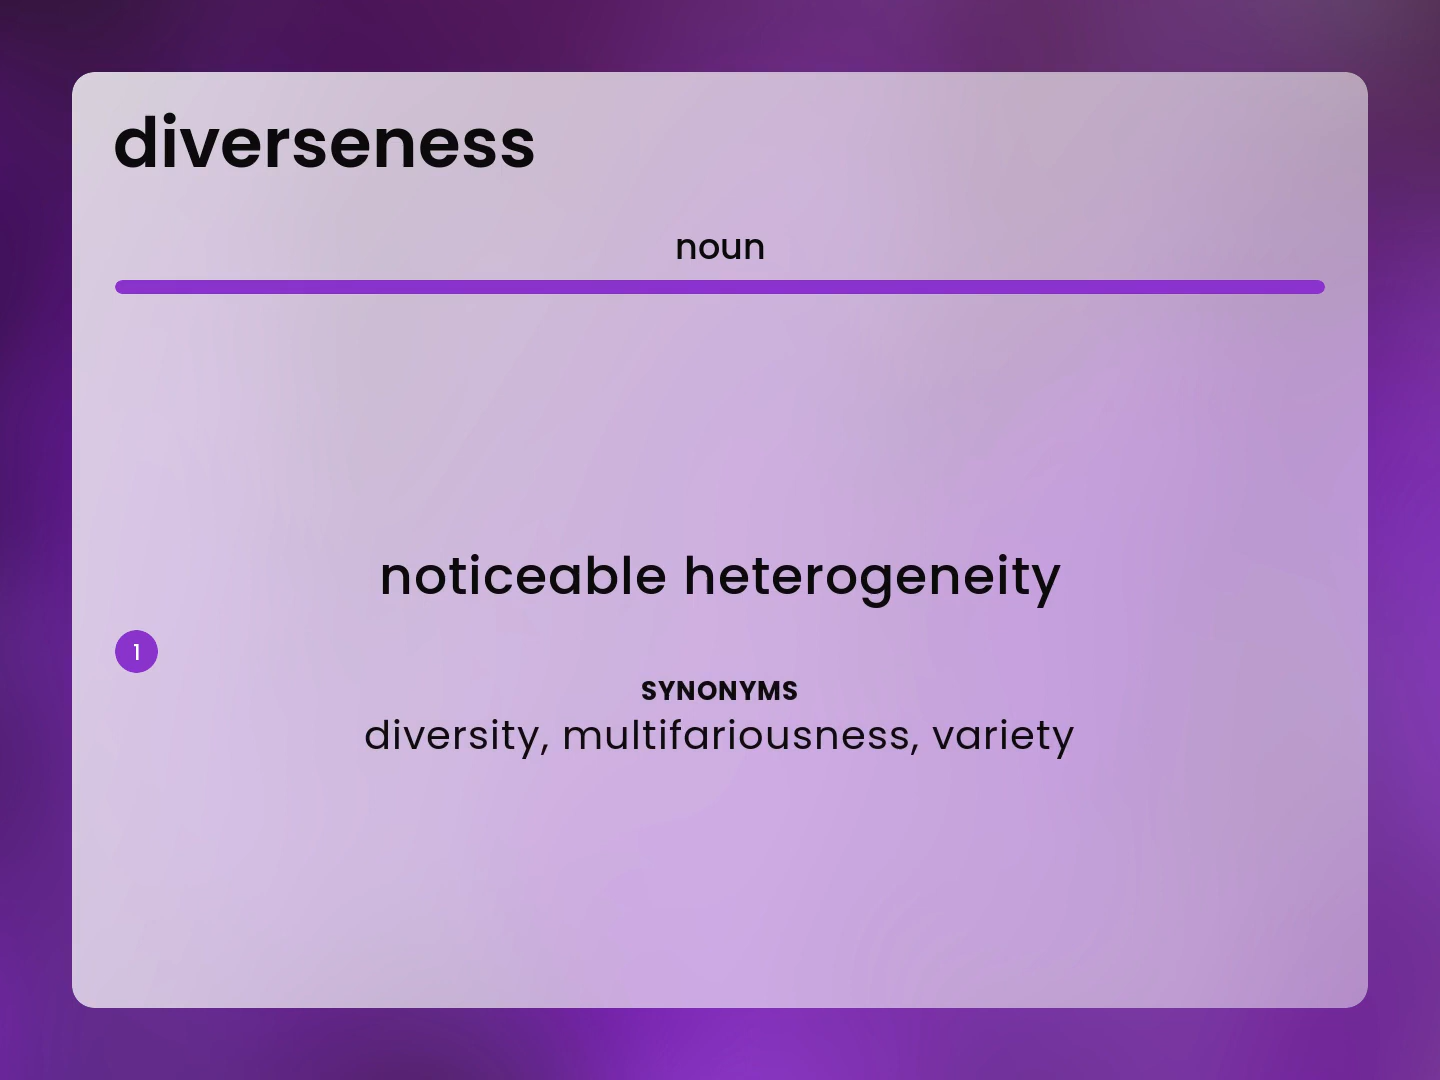 diverseness
noun
noticeable heterogeneity
1
SYNONYMS
diversity, multifariousness, variety